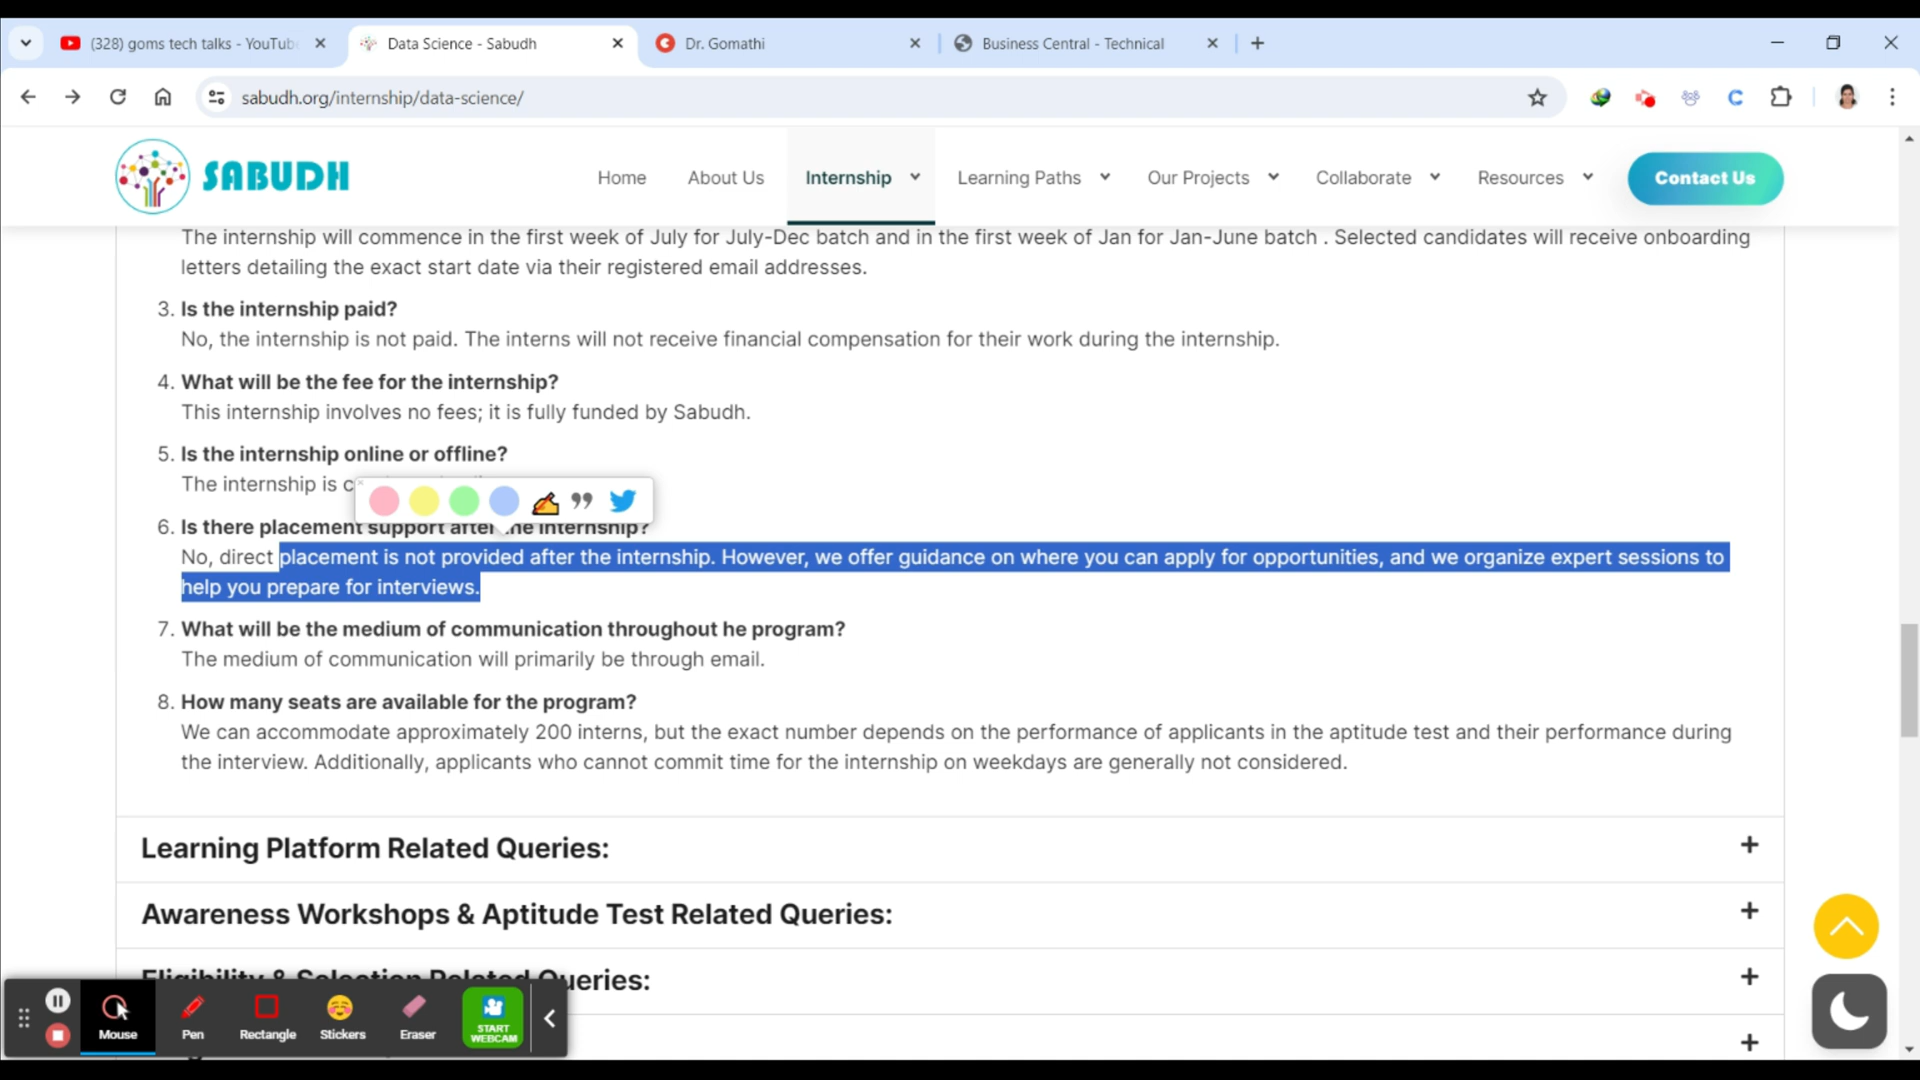 (328) goms tech talks - YouTub
Data Science - Sabudh
Dr. Gomathi
Business Central - Technical
sabudh.org/internship/data-science/
SABUDH
Home
About Us
Internship
Learning Paths
Our Projects
Collaborate
Resources
Contact Us
The internship will commence in the first week of July for July-Dec batch and in the first week of Jan for Jan-June batch . Selected candidates will receive onboarding
letters detailing the exact start date via their registered email addresses.
3. Is the internship paid?
No, the internship is not paid. The interns will not receive financial compensation for their work during the internship.
4. What will be the fee for the internship?
This internship involves no fees; it is fully funded by Sabudh.
5. Is the internship online or offline?
The internship is c
6. Is there placement support after the internship?
No, direct placement is not provided after the internship. However, we offer guidance on where you can apply for opportunities, and we organize expert sessions to
help you prepare for interviews.
7. What will be the medium of communication throughout he program?
The medium of communication will primarily be through email.
8. How many seats are available for the program?
We can accommodate approximately 200 interns, but the exact number depends on the performance of applicants in the aptitude test and their performance during
the interview. Additionally, applicants who cannot commit time for the internship on weekdays are generally not considered.
Learning Platform Related Queries:
Awareness Workshops & Aptitude Test Related Queries:
Eligibility & Selection Related Queries:
Mouse
Pen
Rectangle
Stickers
Eraser
START
WEBCAM